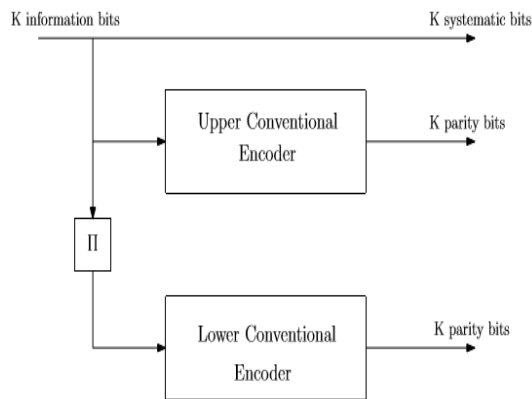 K information bits
K systematic bits
Upper Conventional
Encoder
K parity bits
Π
Lower Conventional
Encoder
K parity bits